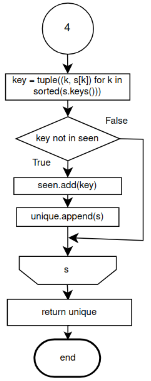 4
key = tuple((k, s[k]) for k in
sorted(s.keys()))
False
key not in seen
True
seen.add(key)
unique.append(s)
s
return unique
end